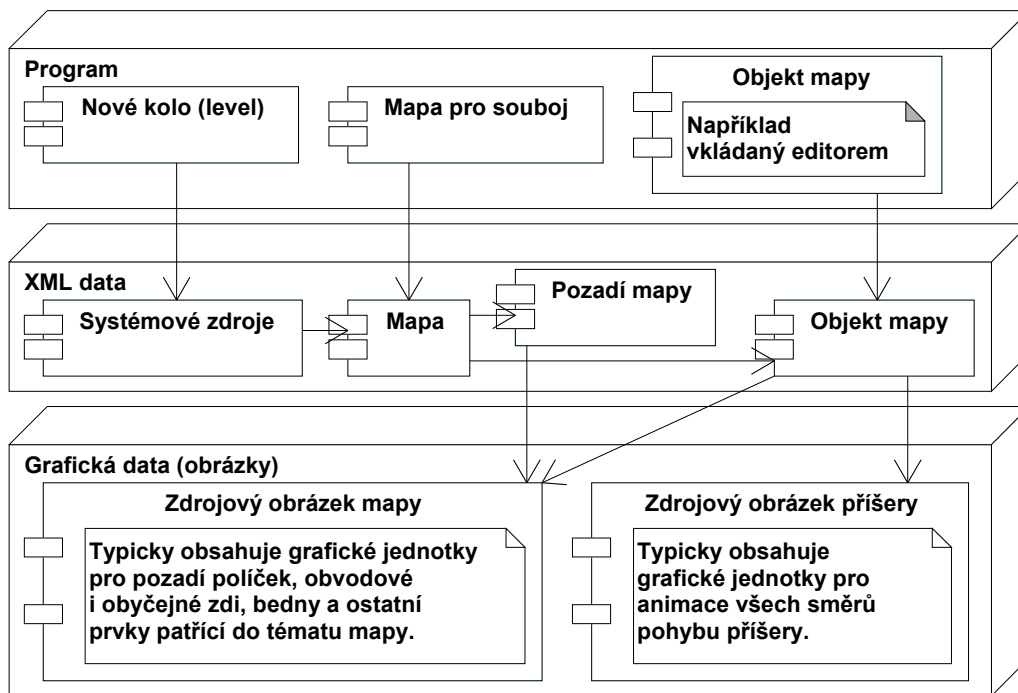 Program
Nové kolo (level)
Mapa pro souboj
Objekt mapy
Například
vkládaný editorem
XML data
Systémové zdroje
Mapa
Pozadí mapy
Objekt mapy
Grafická data (obrázky)
Zdrojový obrázek mapy
Typicky obsahuje grafické jednotky
pro pozadí políček, obvodové
i obyčejné zdi, bedny a ostatní
prvky patřící do tématu mapy.
Zdrojový obrázek příšery
Typicky obsahuje
grafické jednotky pro
animace všech směrů
pohybu příšery.